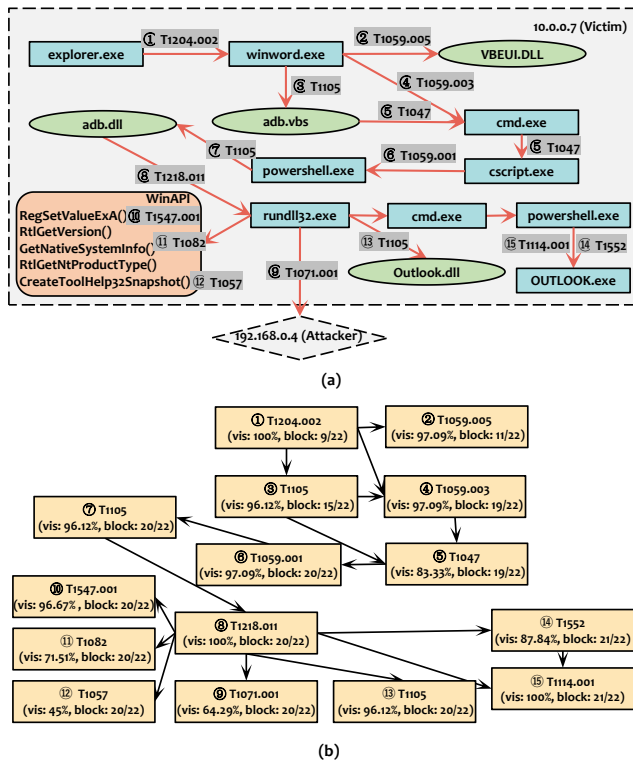 10.0.0.7 (Victim)
explorer.exe
① T1204.002
winword.exe
② T1059.005
VBEUI.DLL
③ T1105
④ T1059.003
adb.dll
adb.vbs
⑤ T1047
cmd.exe
⑦ T1105
⑥ T1059.001
⑤ T1047
powershell.exe
cscript.exe
⑧ T1218.011
WinAPI
RegSetValueExA() ⑩ T1547.001
RtlGetVersion()
GetNativeSystemInfo() ⑪ T1082
RtlGetNtProductType()
CreateToolHelp32Snapshot() ⑫ T1057
rundll32.exe
cmd.exe
powershell.exe
⑬ T1105
⑮ T1114.001
⑭ T1552
⑨ T1071.001
Outlook.dll
OUTLOOK.exe
192.168.0.4 (Attacker)
(a)
① T1204.002
(vis: 100%, block: 9/22)
② T1059.005
(vis: 97.09%, block: 11/22)
③ T1105
(vis: 96.12%, block: 15/22)
④ T1059.003
(vis: 97.09%, block: 19/22)
⑦ T1105
(vis: 96.12%, block: 20/22)
⑥ T1059.001
(vis: 97.09%, block: 20/22)
⑤ T1047
(vis: 83.33%, block: 19/22)
⑩ T1547.001
(vis: 96.67%, block: 20/22)
⑧ T1218.011
(vis: 100%, block: 20/22)
⑭ T1552
(vis: 87.84%, block: 21/22)
⑪ T1082
(vis: 71.51%, block: 20/22)
⑫ T1057
(vis: 45%, block: 20/22)
⑨ T1071.001
(vis: 64.29%, block: 20/22)
⑬ T1105
(vis: 96.12%, block: 20/22)
⑮ T1114.001
(vis: 100%, block: 21/22)
(b)